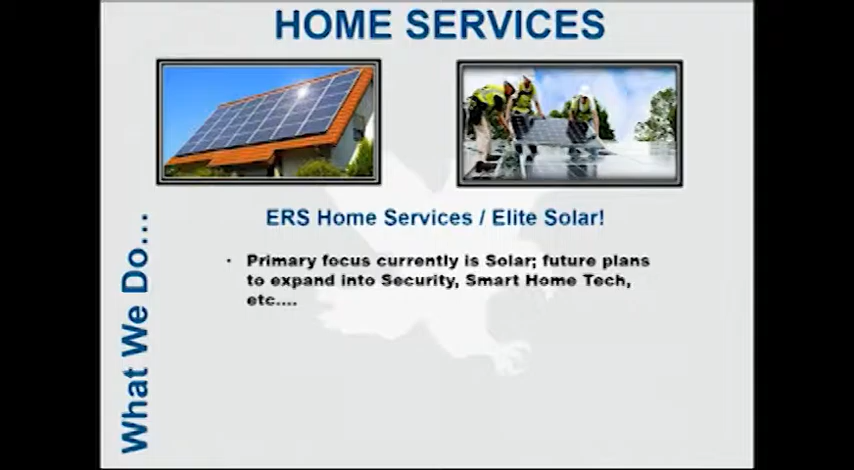 HOME SERVICES
ERS Home Services / Elite Solar!
• Primary focus currently is Solar; future plans
to expand into Security, Smart Home Tech,
etc....
What We Do...